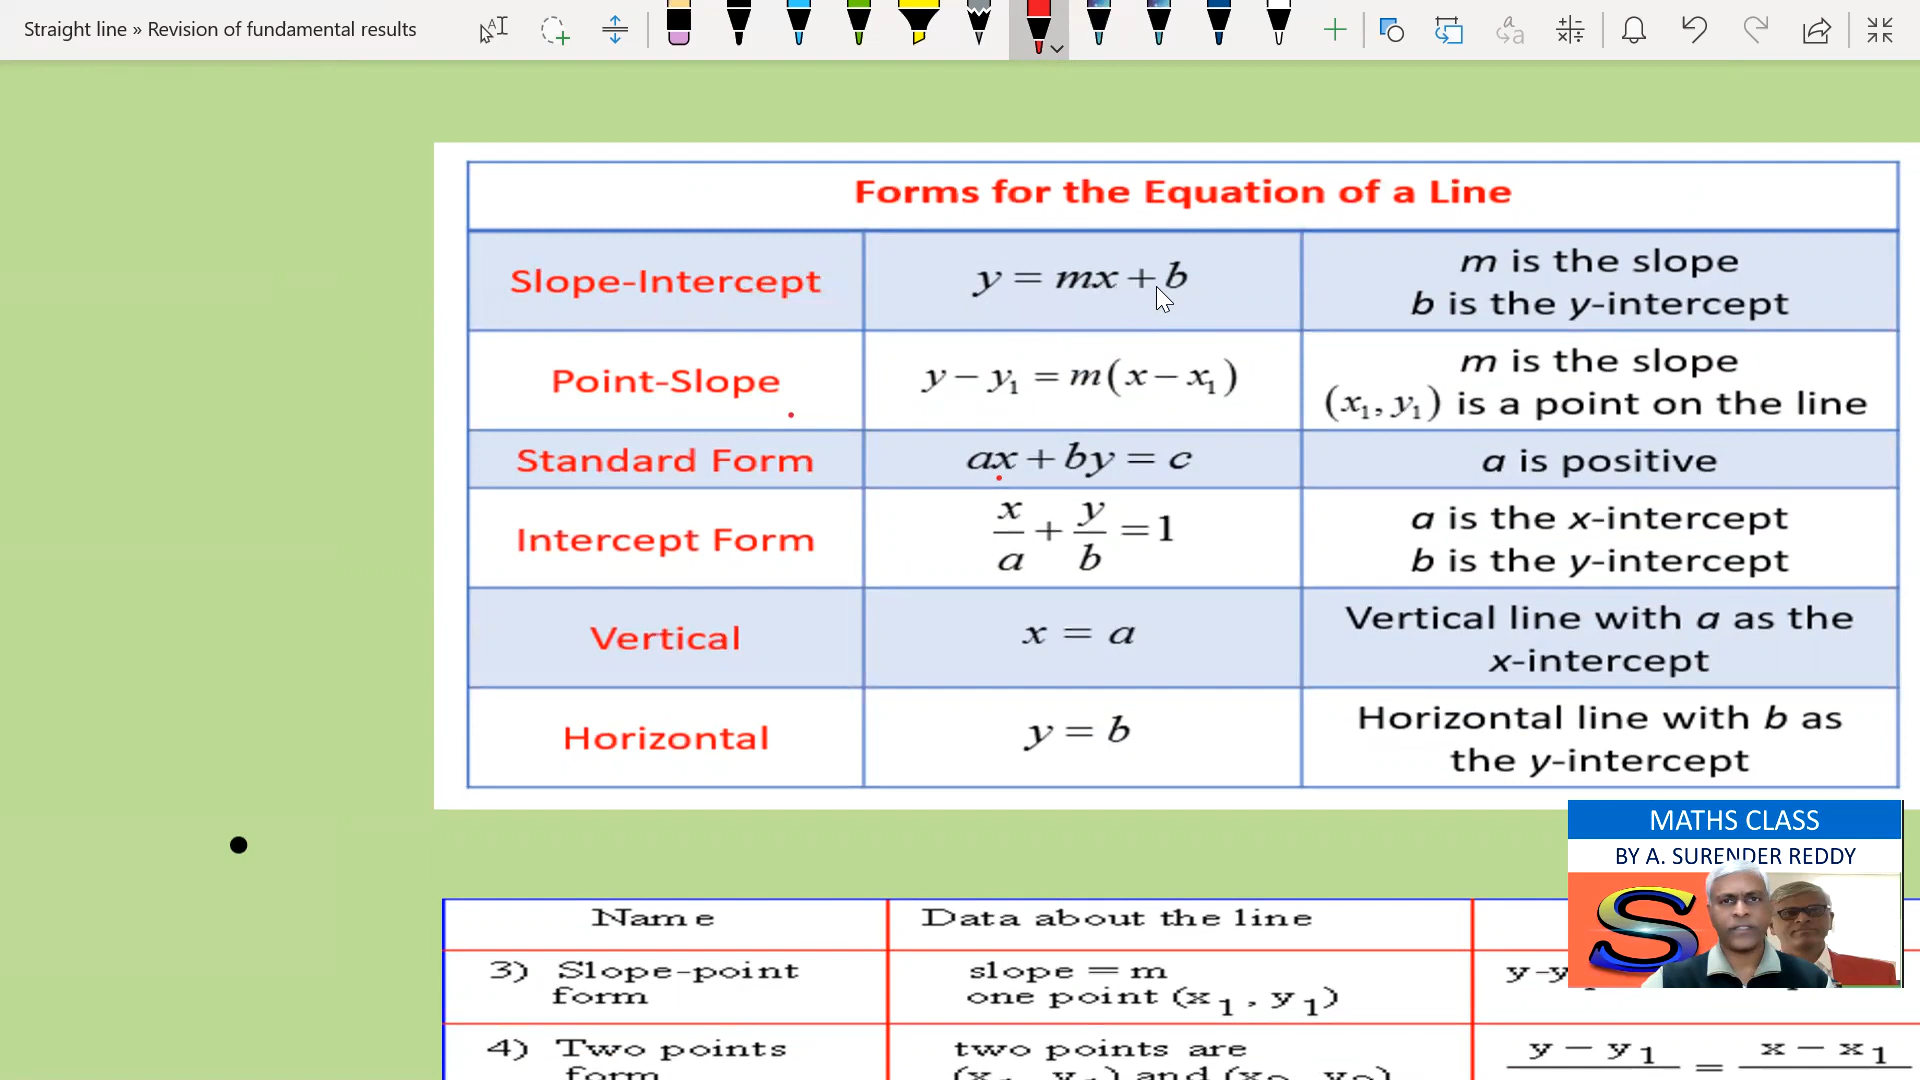 Straight line » Revision of fundamental results
Forms for the Equation of a Line
Slope-Intercept
y = mx + b
m is the slope
b is the y-intercept
Point-Slope
y − y₁ = m(x − x₁)
m is the slope
(x₁, y₁) is a point on the line
Standard Form
ax + by = c
a is positive
Intercept Form
x/a + y/b = 1
a is the x-intercept
b is the y-intercept
Vertical
x = a
Vertical line with a as the
x-intercept
Horizontal
y = b
Horizontal line with b as
the y-intercept
MATHS CLASS
BY A. SURENDER REDDY
S
Name
Data about the line
3) Slope-point
form
slope = m
one point (x₁, y₁)
4) Two points
form
two points are
y − y₁ = x − x₁